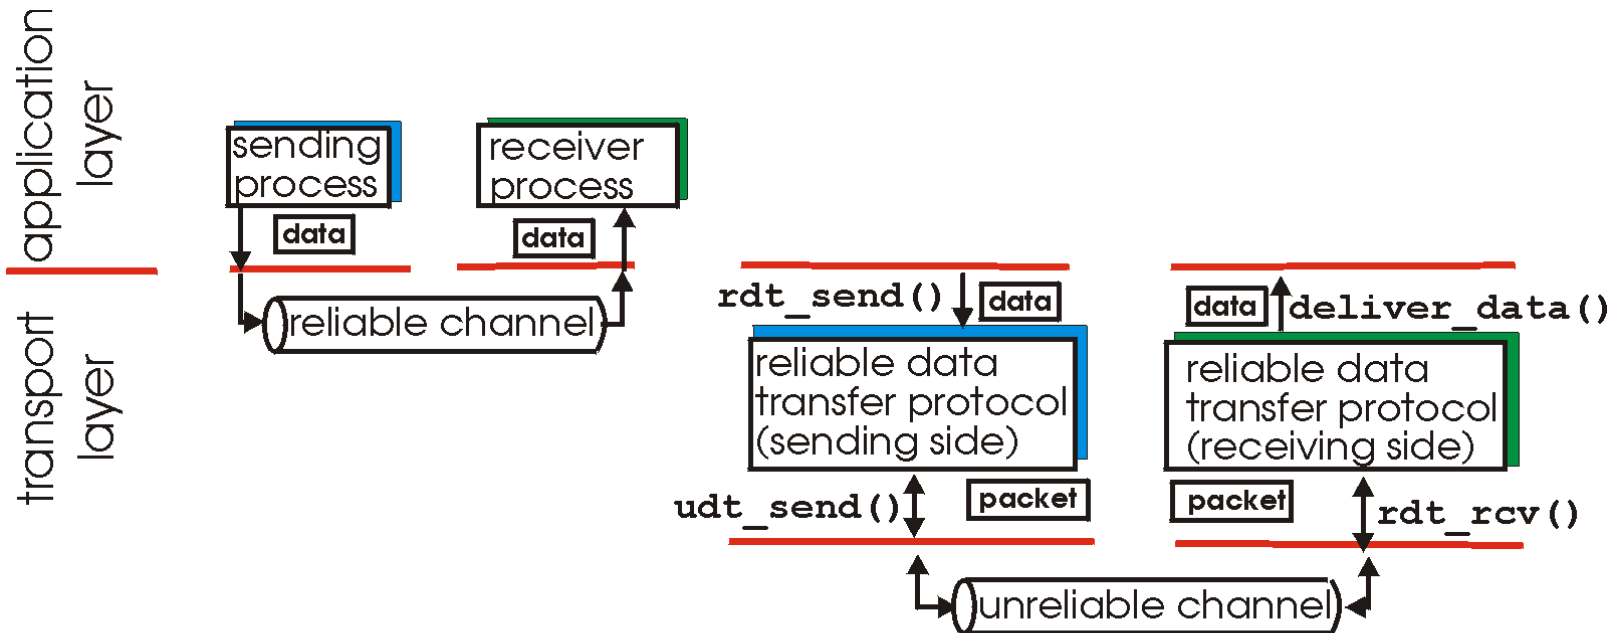 application
layer
transport
layer
sending
process
receiver
process
data
data
reliable channel
rdt_send()
data
data
deliver_data()
reliable data
transfer protocol
(sending side)
reliable data
transfer protocol
(receiving side)
udt_send()
packet
packet
rdt_rcv()
unreliable channel